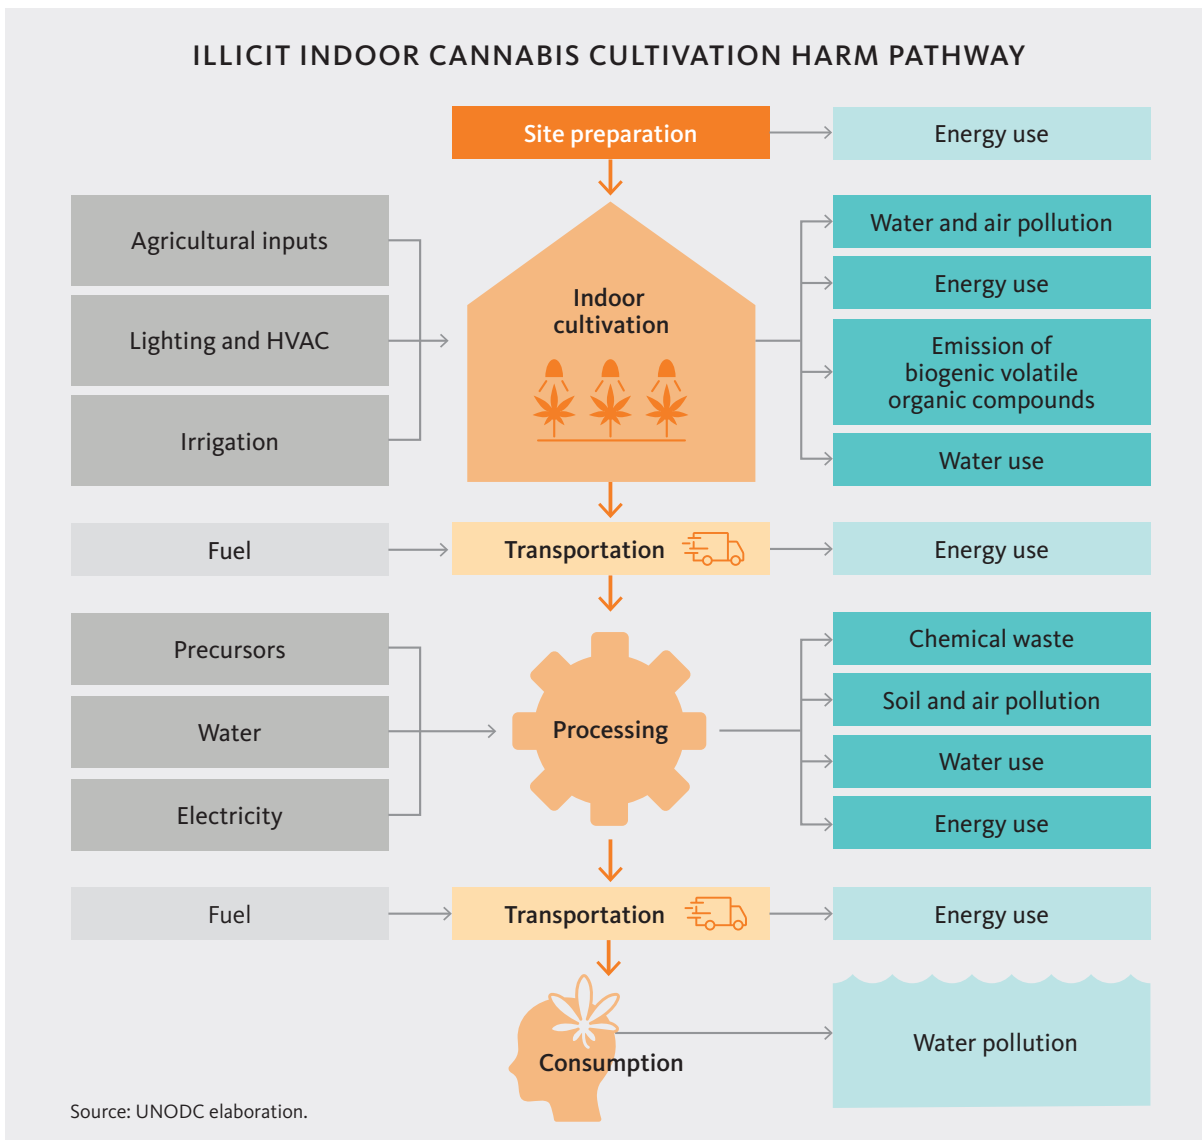 ILLICIT INDOOR CANNABIS CULTIVATION HARM PATHWAY
Site preparation
Energy use
Agricultural inputs
Lighting and HVAC
Irrigation
Indoor
cultivation
Water and air pollution
Energy use
Emission of
biogenic volatile
organic compounds
Water use
Fuel
Transportation
Energy use
Precursors
Water
Electricity
Processing
Chemical waste
Soil and air pollution
Water use
Energy use
Fuel
Transportation
Energy use
Consumption
Water pollution
Source: UNODC elaboration.